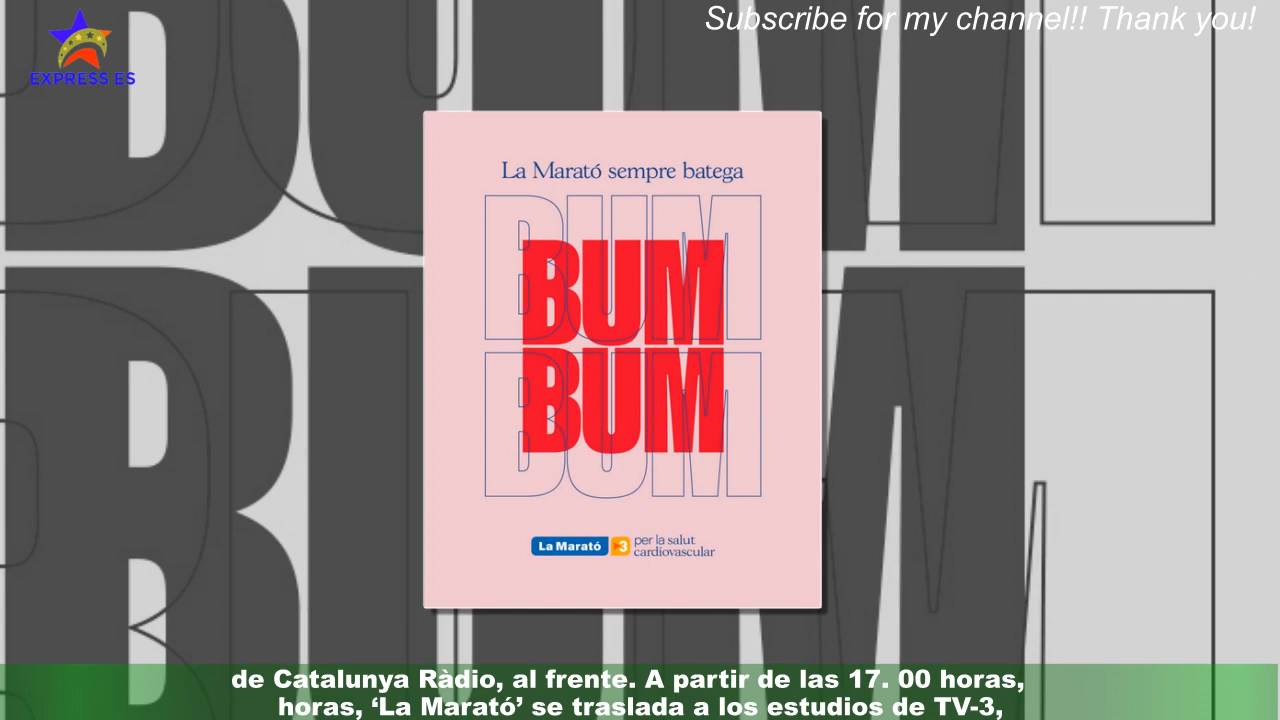 Subscribe for my channel!! Thank you!
EXPRESS ES
La Marató sempre batega
BUM
BUM
BUM
BUM
La Marató 3 per la salut
cardiovascular
de Catalunya Ràdio, al frente. A partir de las 17. 00 horas,
horas, ‘La Marató’ se traslada a los estudios de TV-3,